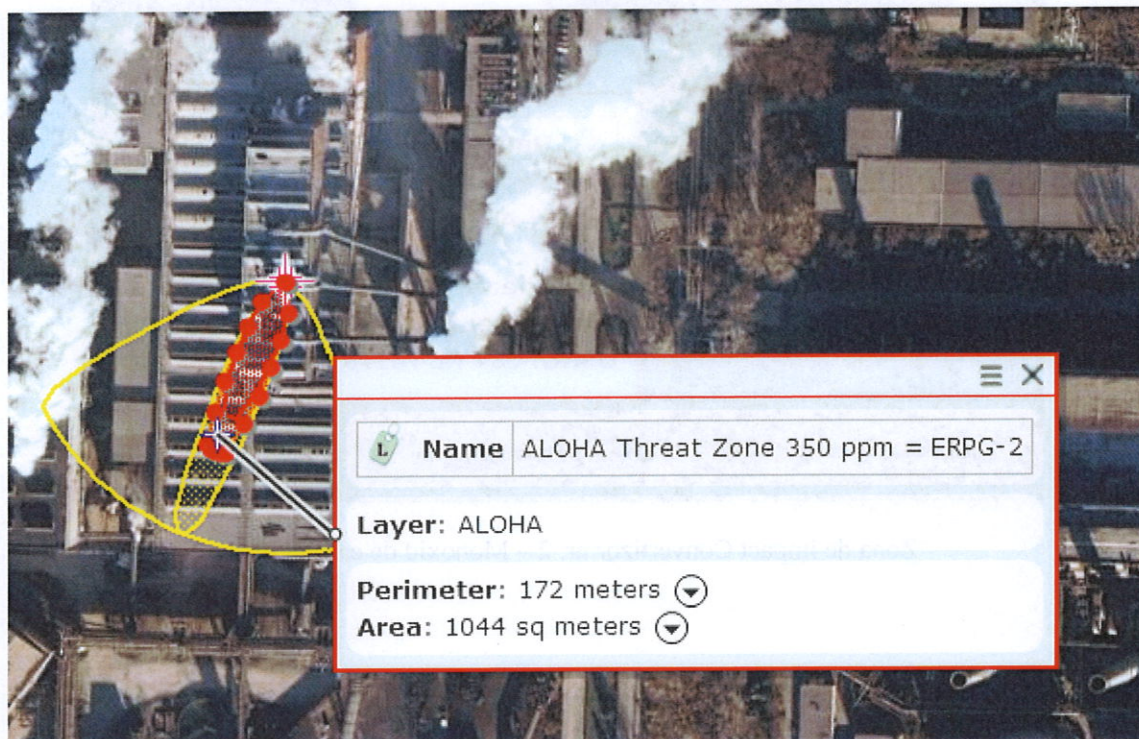 L Name ALOHA Threat Zone 350 ppm = ERPG-2
Layer: ALOHA
Perimeter: 172 meters
Area: 1044 sq meters